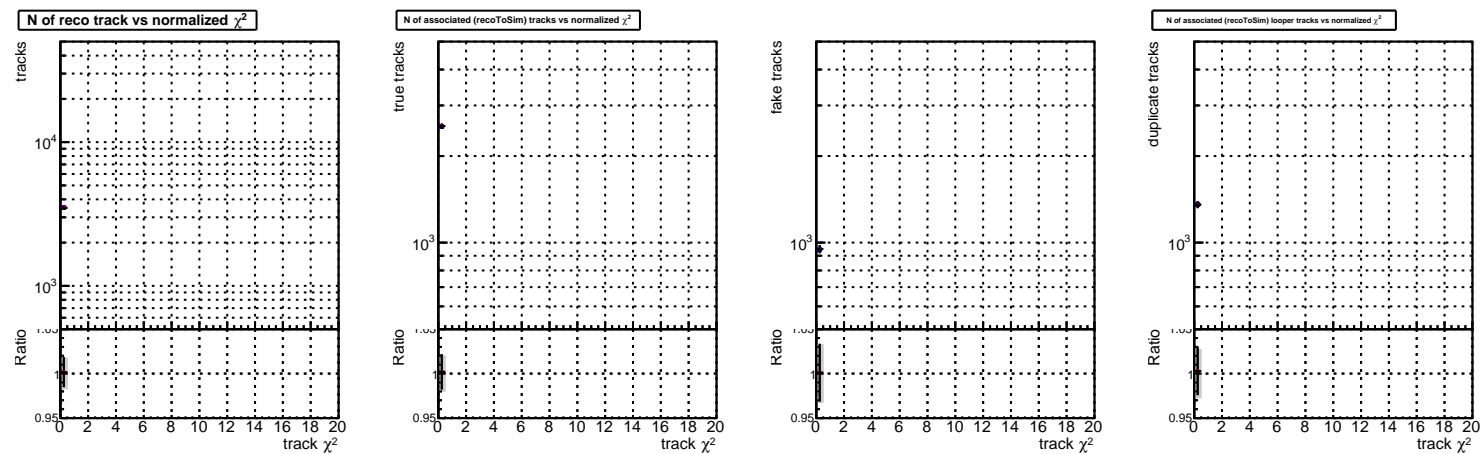 N of reco track vs normalized χ²
tracks
10⁴
10³
Ratio
1
0.95
0 2 4 6 8 10 12 14 16 18 20
track χ²
N of associated (recoToSim) tracks vs normalized χ²
true tracks
10³
Ratio
1
0.95
0 2 4 6 8 10 12 14 16 18 20
track χ²
fake tracks
10³
Ratio
1
0.95
0 2 4 6 8 10 12 14 16 18 20
track χ²
N of associated (recoToSim) looper tracks vs normalized χ²
duplicate tracks
10³
Ratio
1
0.95
0 2 4 6 8 10 12 14 16 18 20
track χ²